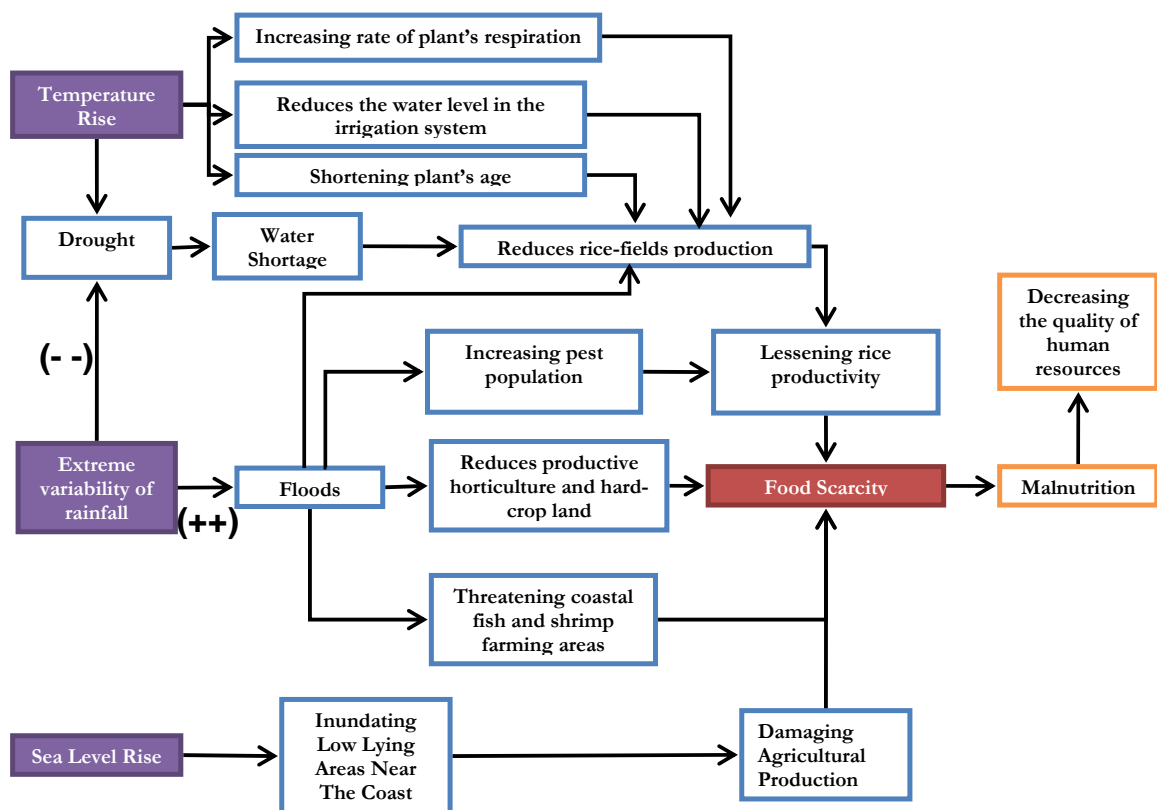 Increasing rate of plant's respiration
Temperature
Rise
Reduces the water level in the
irrigation system
Shortening plant's age
Drought
Water
Shortage
Reduces rice-fields production
Decreasing
the quality of
human
resources
(- -)
Increasing pest
population
Lessening rice
productivity
Extreme
variability of
rainfall
(++)
Floods
Reduces productive
horticulture and hard-
crop land
Food Scarcity
Malnutrition
Threatening coastal
fish and shrimp
farming areas
Sea Level Rise
Inundating
Low Lying
Areas Near
The Coast
Damaging
Agricultural
Production